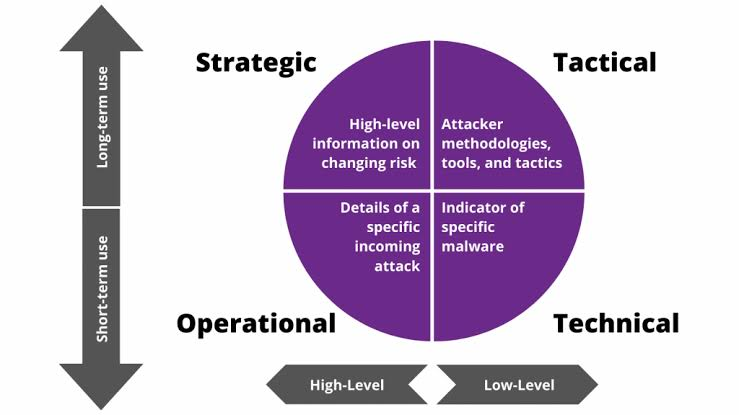 Long-term use
Short-term use
Strategic
Tactical
High-level
information on
changing risk
Attacker
methodologies,
tools, and tactics
Details of a
specific
incoming
attack
Indicator of
specific
malware
Operational
Technical
High-Level
Low-Level